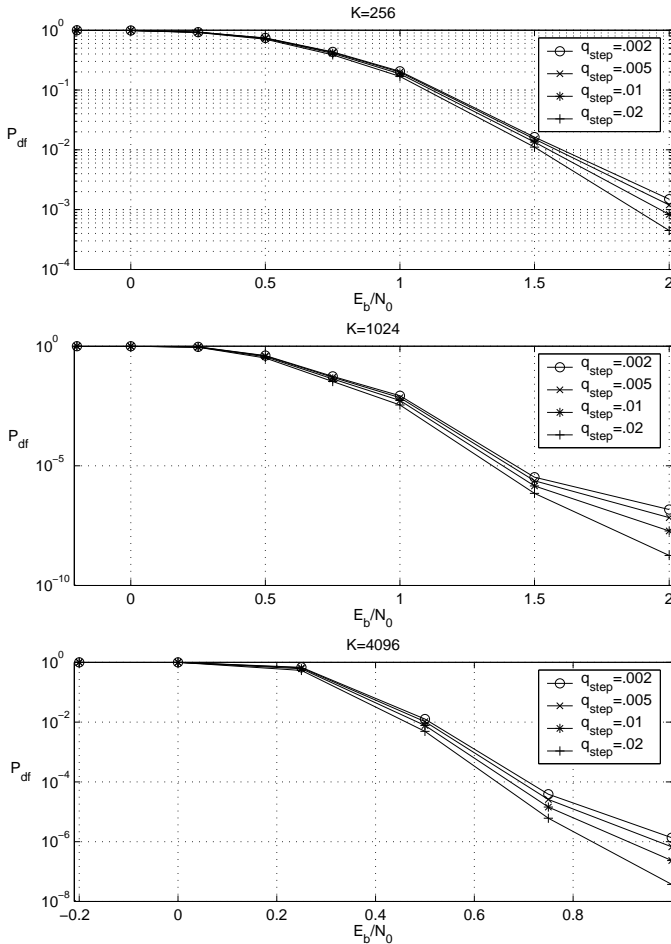 K=256
10^0
10^−1
10^−2
10^−3
10^−4
P_df
0 0.5 1 1.5 2
E_b/N_0
q_step=.002
q_step=.005
q_step=.01
q_step=.02
K=1024
10^0
10^−5
10^−10
P_df
0 0.5 1 1.5 2
E_b/N_0
q_step=.002
q_step=.005
q_step=.01
q_step=.02
K=4096
10^0
10^−2
10^−4
10^−6
10^−8
P_df
−0.2 0 0.2 0.4 0.6 0.8
E_b/N_0
q_step=.002
q_step=.005
q_step=.01
q_step=.02